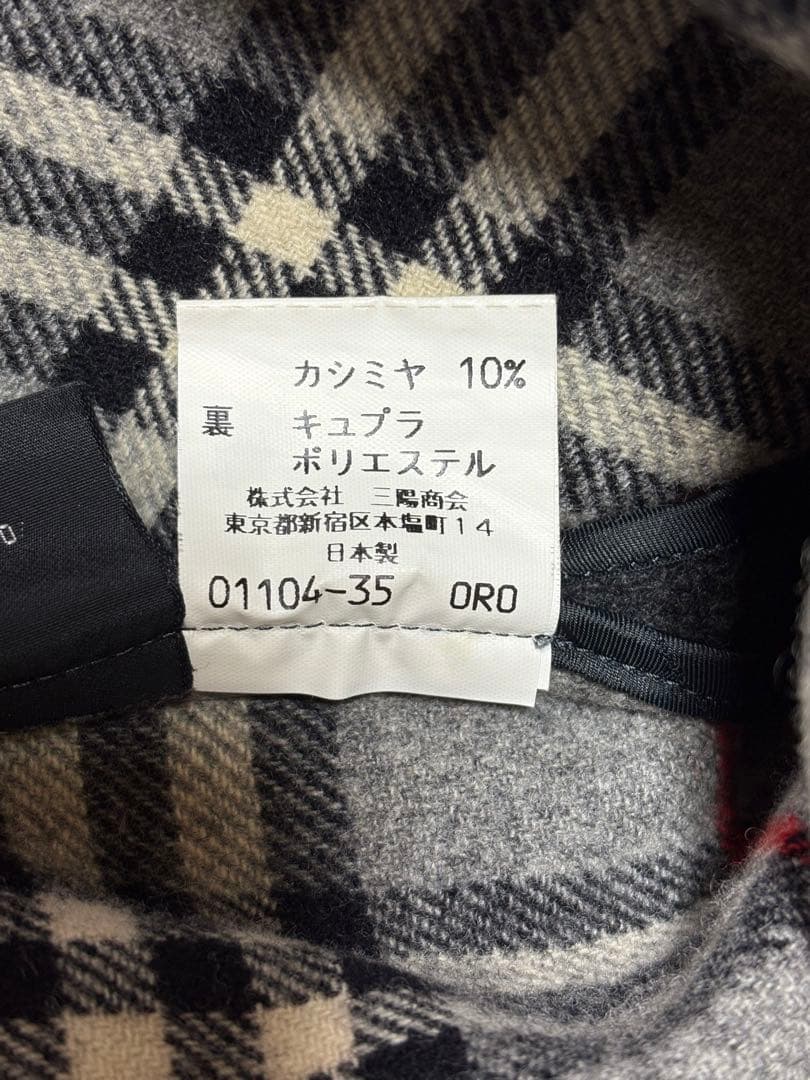 カシミヤ 10%
裏 キュプラ
ポリエステル
株式会社 三陽商会
東京都新宿区本塩町14
日本製
01104-35 ORO